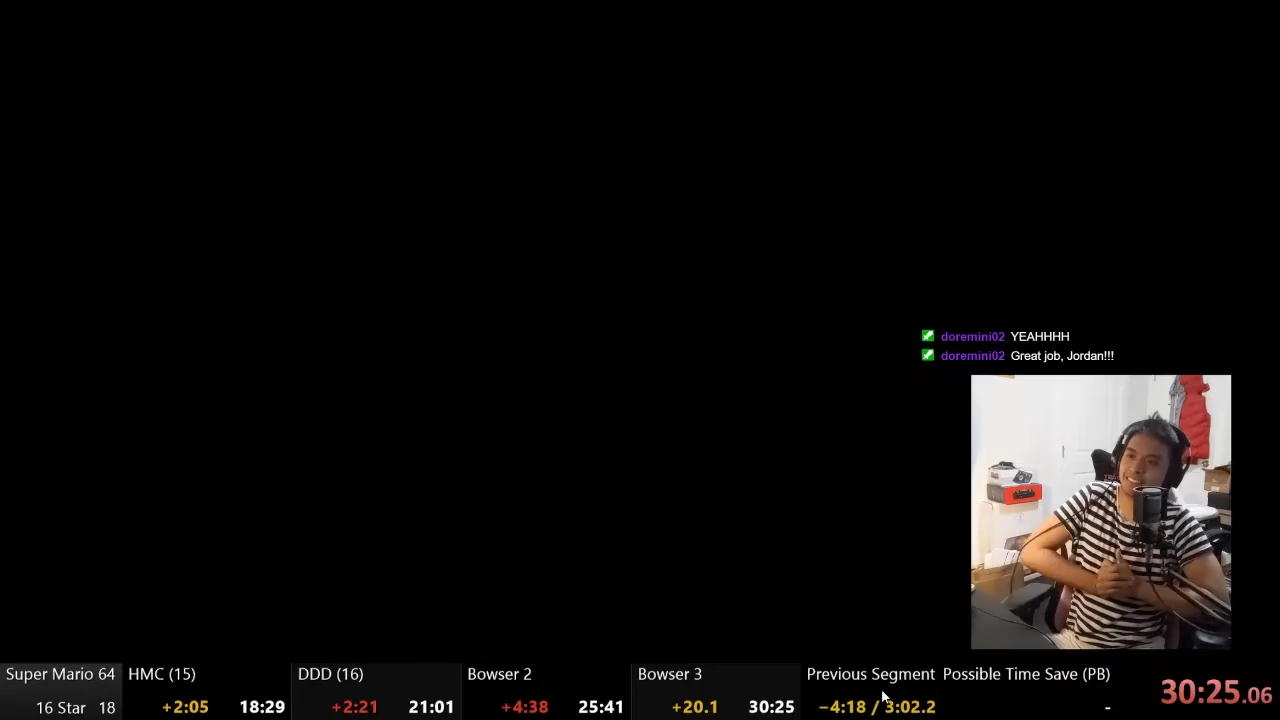 doremini02 YEAHHHH
doremini02 Great job, Jordan!!!
Super Mario 64 HMC (15) DDD (16) Bowser 2 Bowser 3 Previous Segment Possible Time Save (PB)
16 Star 18 +2:05 18:29 +2:21 21:01 +4:38 25:41 +20.1 30:25 −4:18 / 3:02.2 -
30:25.06